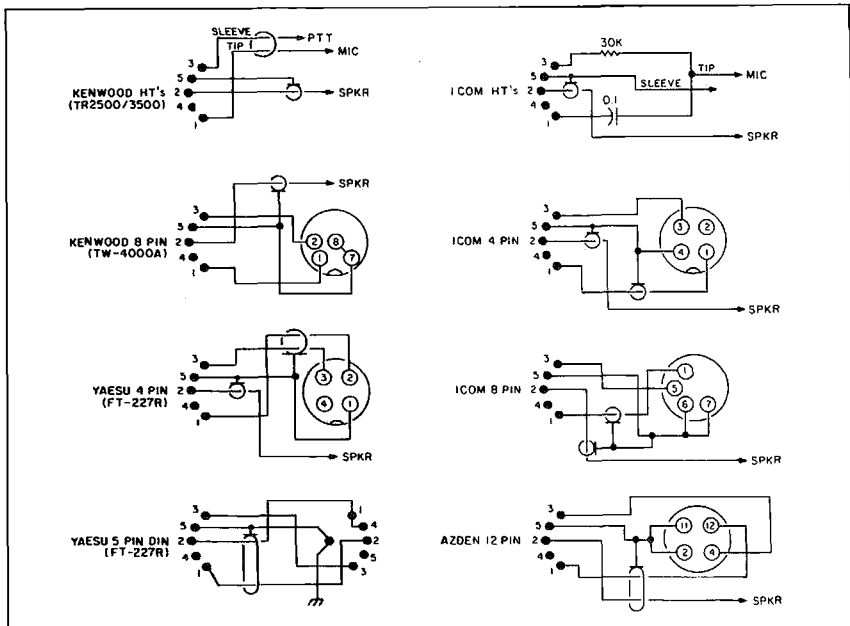 SLEEVE
TIP
PTT
MIC
SPKR
3
5
2
4
1
KENWOOD HT's
(TR2500/3500)
30K
TIP
MIC
SLEEVE
0.1
SPKR
3
5
2
4
1
ICOM HT's
SPKR
3
5
2
4
1
KENWOOD 8 PIN
(TW-4000A)
2 8
1 7
3
5
2
4
1
ICOM 4 PIN
3 2
4 1
SPKR
3
5
2
4
1
YAESU 4 PIN
(FT-227R)
3 2
4 1
SPKR
3
5
2
4
1
ICOM 8 PIN
1
5
6 7
SPKR
3
5
2
4
1
YAESU 5 PIN DIN
(FT-227R)
1
4
2
5
3
3
5
2
4
1
AZDEN 12 PIN
11 12
2 4
SPKR